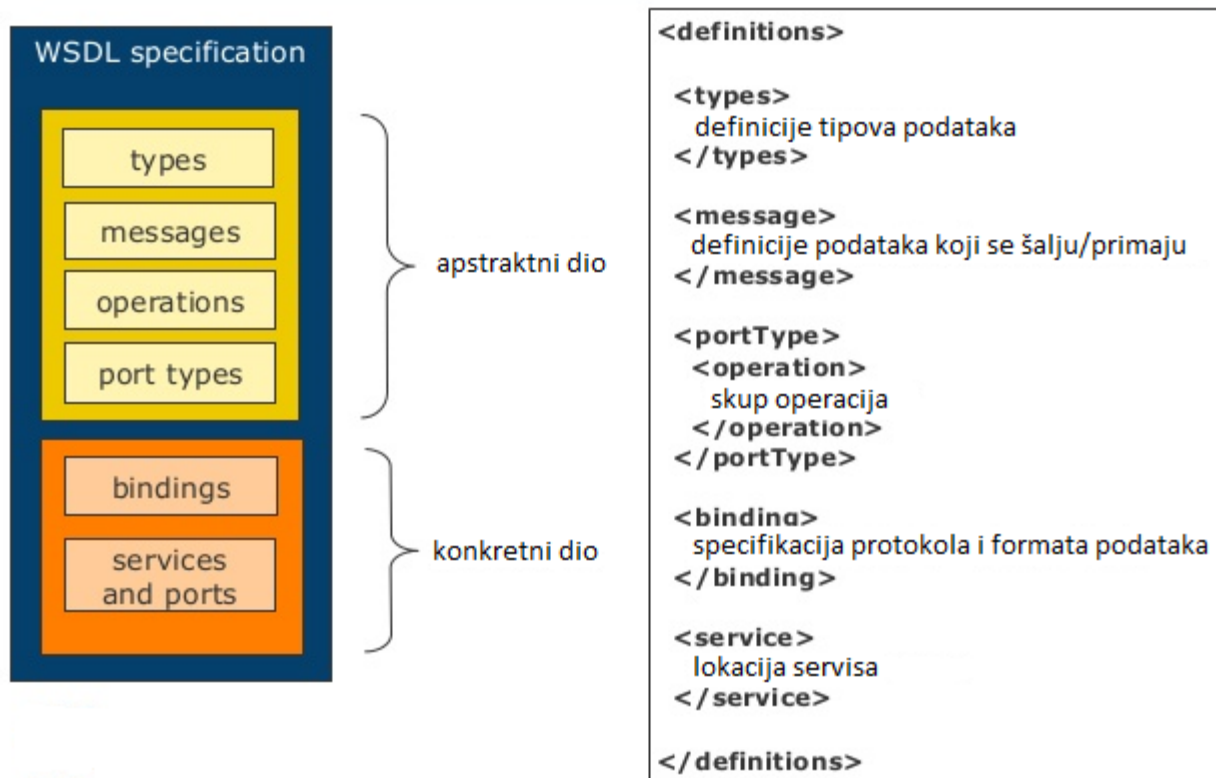 WSDL specification
types
messages
operations
port types
apstraktni dio
bindings
services
and ports
konkretni dio
<definitions>
<types>
definicije tipova podataka
</types>
<message>
definicije podataka koji se šalju/primaju
</message>
<portType>
<operation>
skup operacija
</operation>
</portType>
<binding>
specifikacija protokola i formata podataka
</binding>
<service>
lokacija servisa
</service>
</definitions>